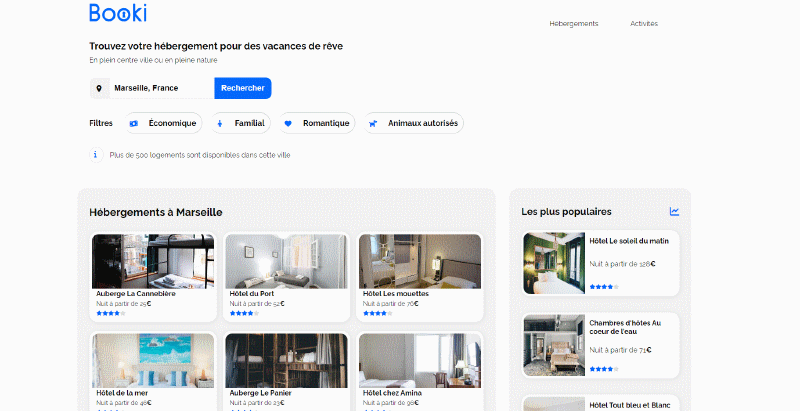 Booki
Hébergements
Activités
Trouvez votre hébergement pour des vacances de rêve
En plein centre ville ou en pleine nature
Marseille, France
Rechercher
Filtres
Économique
Familial
Romantique
Animaux autorisés
Plus de 500 logements sont disponibles dans cette ville
Hébergements à Marseille
Auberge La Cannebière
Nuit à partir de 25€
Hôtel du Port
Nuit à partir de 52€
Hôtel Les mouettes
Nuit à partir de 76€
Hôtel de la mer
Nuit à partir de 46€
Auberge Le Panier
Nuit à partir de 23€
Hôtel chez Amina
Nuit à partir de 96€
Les plus populaires
Hôtel Le soleil du matin
Nuit à partir de 128€
Chambres d'hôtes Au
coeur de l'eau
Nuit à partir de 71€
Hôtel Tout bleu et Blanc